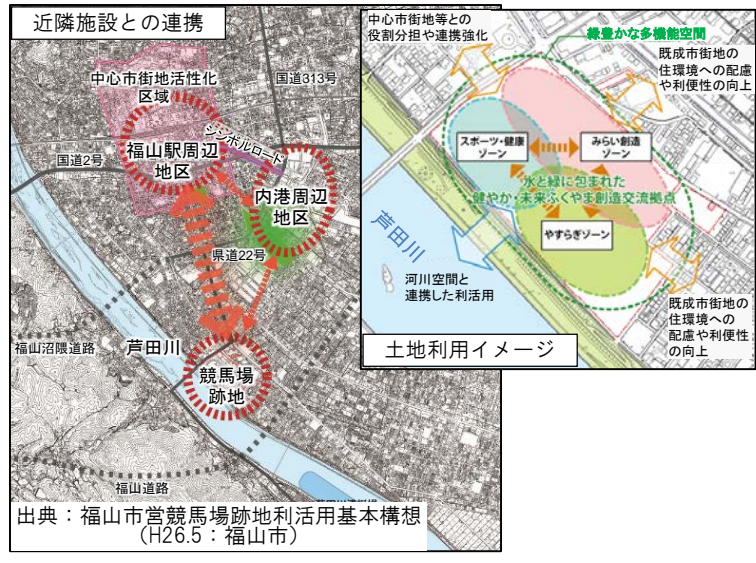 近隣施設との連携
中心市街地活性化
区域
国道313号
シンボルロード
国道2号
福山駅周辺
地区
内港周辺
地区
県道22号
福山沼隈道路
芦田川
競馬場
跡地
福山道路
出典：福山市営競馬場跡地利活用基本構想
（H26.5：福山市）
中心市街地等との
役割分担や連携強化
緑豊かな多機能空間
既成市街地の
住環境への配慮
や利便性の向上
スポーツ・健康
ゾーン
みらい創造
ゾーン
水と緑に包まれた
健やか・未来ふくやま創造交流拠点
やすらぎゾーン
芦田川
河川空間と
連携した利活用
既成市街地の
住環境への
配慮や利便性
の向上
土地利用イメージ